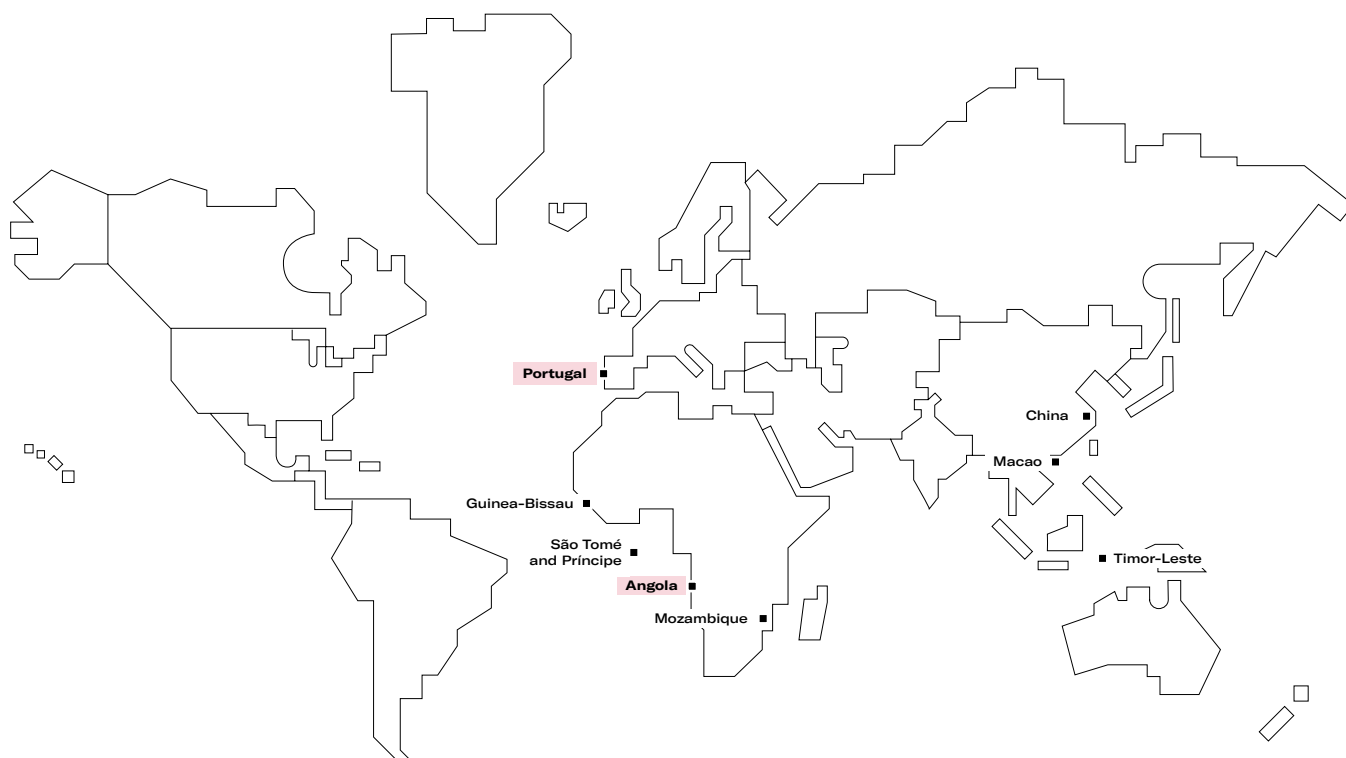 Portugal
China
Macao
Guinea-Bissau
São Tomé
and Príncipe
Timor-Leste
Angola
Mozambique